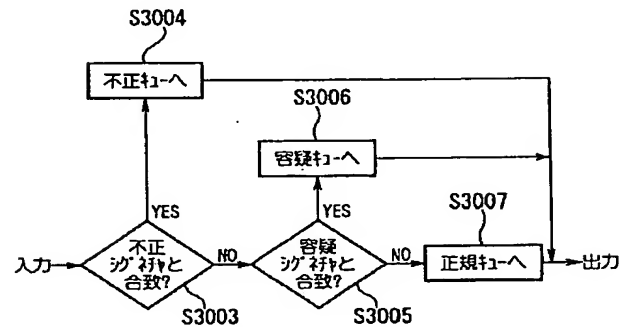 S3004
不正ｷｭｰへ
S3006
容疑ｷｭｰへ
S3007
YES
YES
入力
不正
ｼｸﾞﾈﾁｬと
合致?
NO
容疑
ｼｸﾞﾈﾁｬと
合致?
NO
正規ｷｭｰへ
出力
S3003
S3005